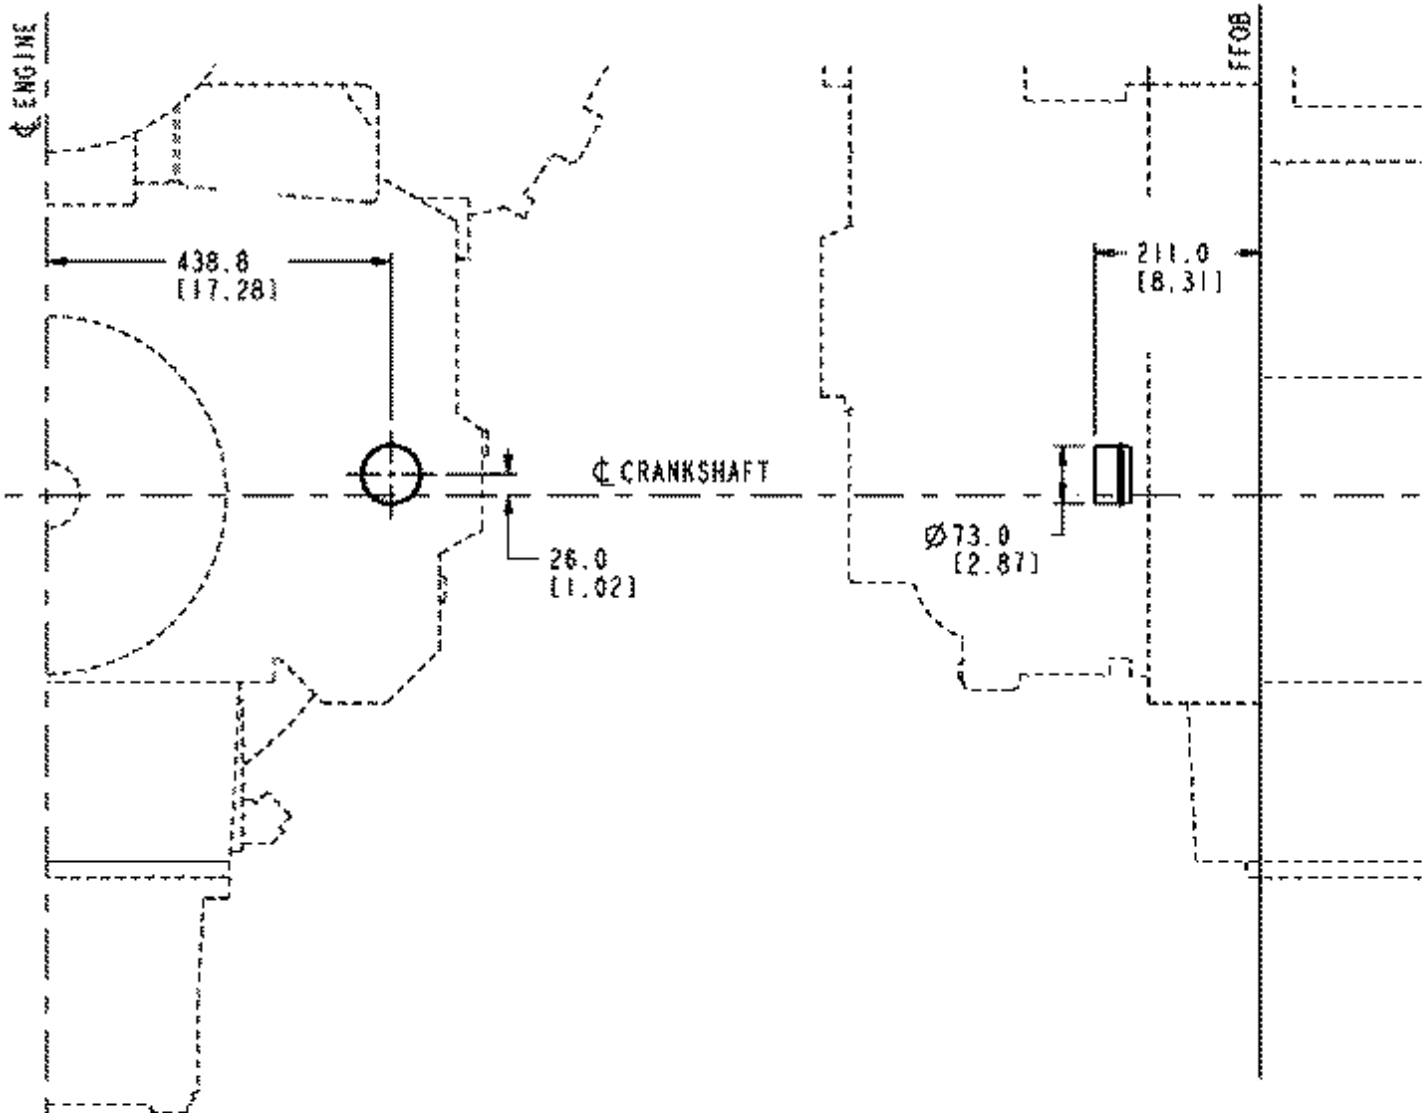 ℄ ENGINE
FFOB
438.8
[17.28]
211.0
[8.31]
℄ CRANKSHAFT
26.0
[1.02]
Ø73.0
[2.87]